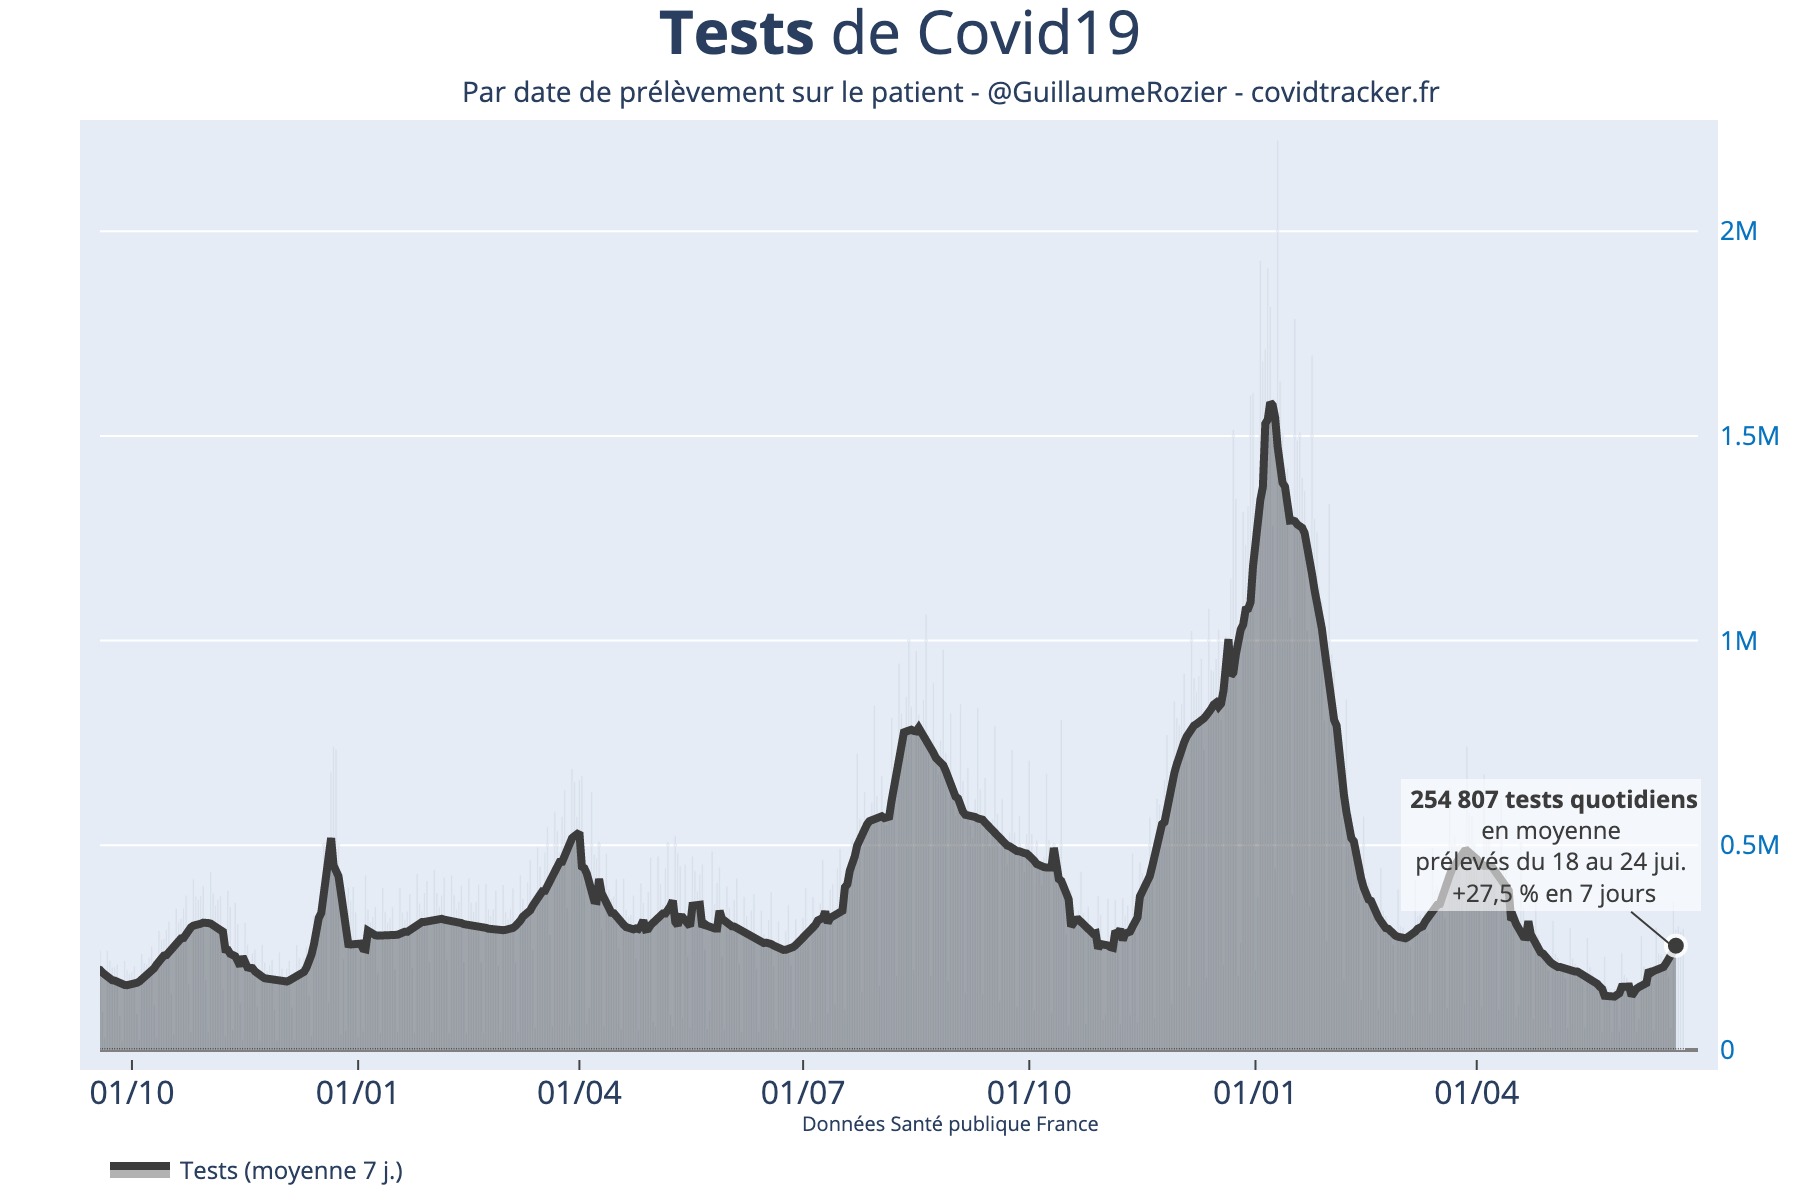 Tests de Covid19
Par date de prélèvement sur le patient - @GuillaumeRozier - covidtracker.fr
2M
1.5M
1M
0.5M
0
254 807 tests quotidiens
en moyenne
prélevés du 18 au 24 jui.
+27,5 % en 7 jours
01/10 01/01 01/04 01/07 01/10 01/01 01/04
Données Santé publique France
Tests (moyenne 7 j.)